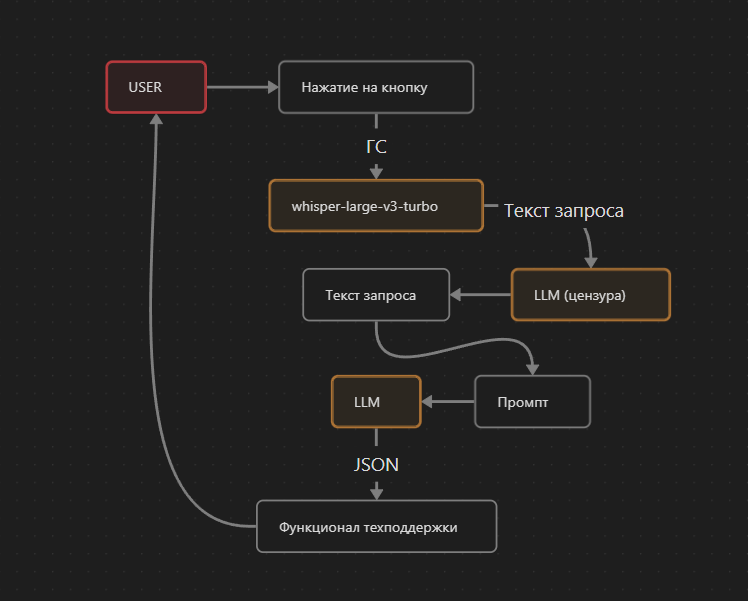 USER
Нажатие на кнопку
ГС
whisper-large-v3-turbo
Текст запроса
LLM (цензура)
Текст запроса
Промпт
LLM
JSON
Функционал техподдержки